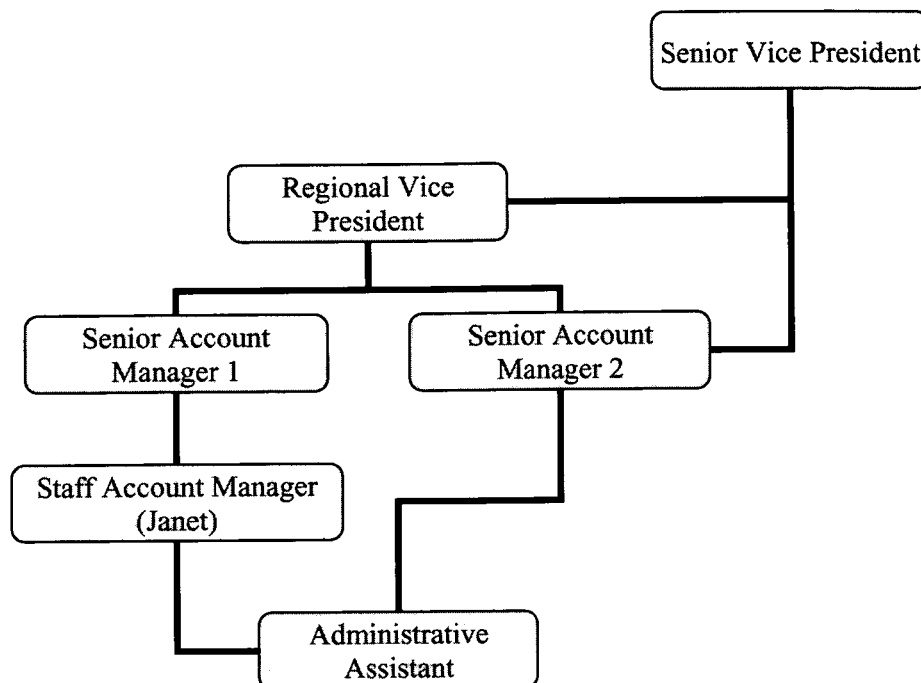 Senior Vice President
Regional Vice
President
Senior Account
Manager 1
Senior Account
Manager 2
Staff Account Manager
(Janet)
Administrative
Assistant